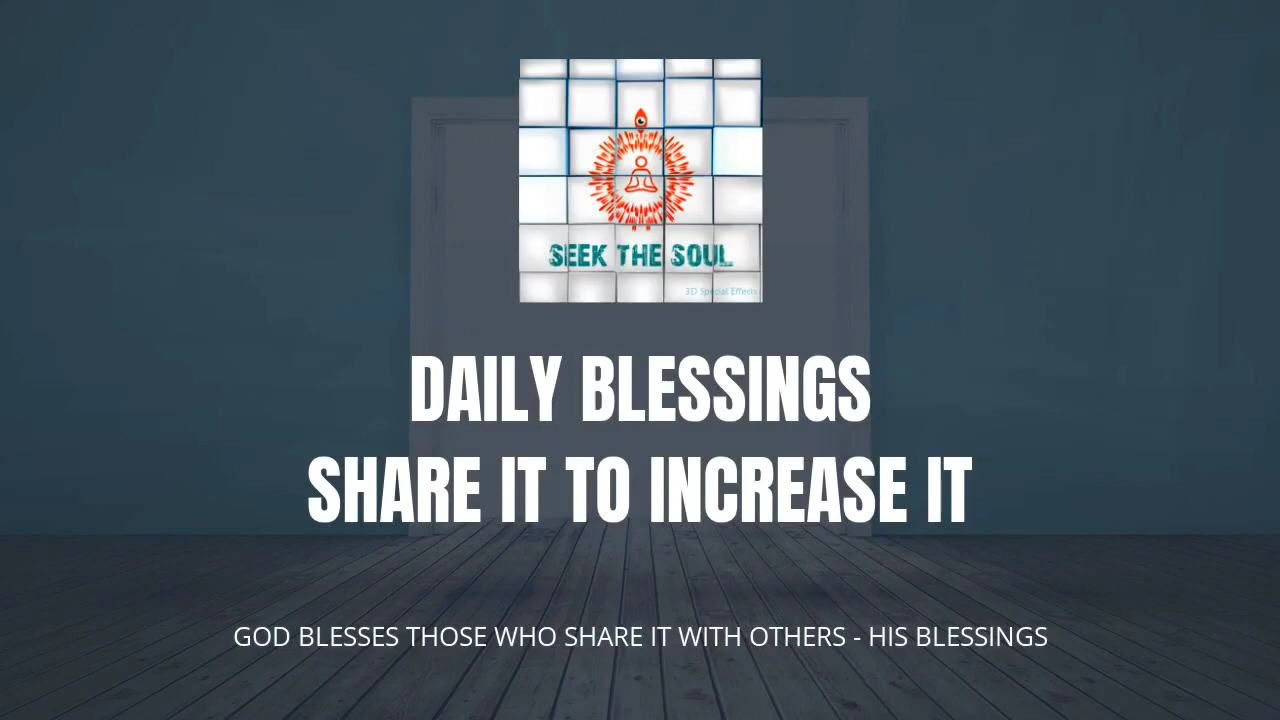 SEEK THE SOUL
3D Special Effects
DAILY BLESSINGS
SHARE IT TO INCREASE IT
GOD BLESSES THOSE WHO SHARE IT WITH OTHERS - HIS BLESSINGS